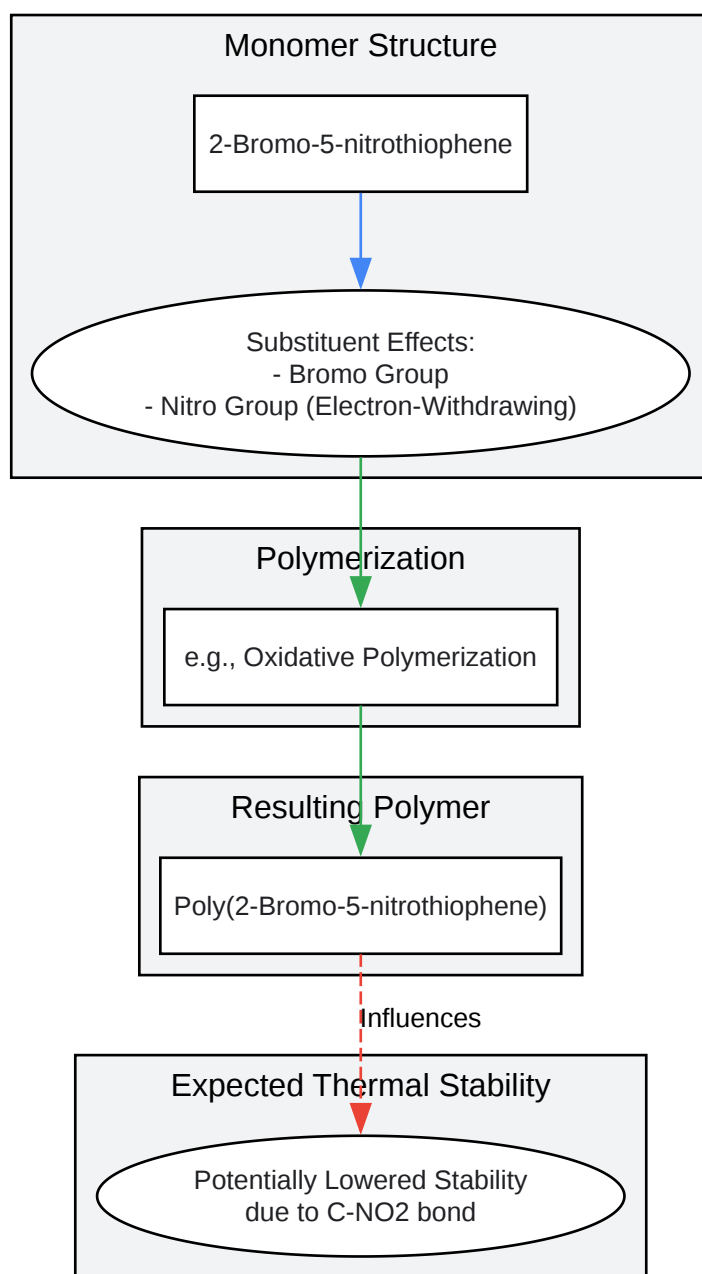 Monomer Structure
2-Bromo-5-nitrothiophene
Substituent Effects:
- Bromo Group
- Nitro Group (Electron-Withdrawing)
Polymerization
e.g., Oxidative Polymerization
Resulting Polymer
Poly(2-Bromo-5-nitrothiophene)
Influences
Expected Thermal Stability
Potentially Lowered Stability
due to C-NO2 bond